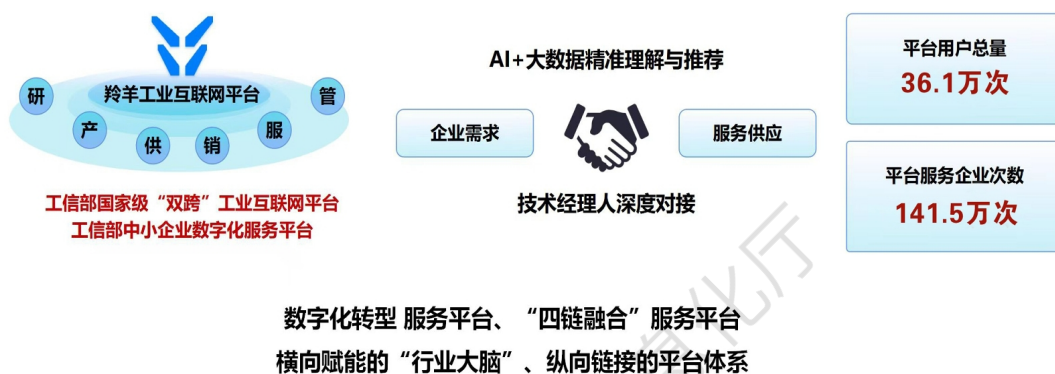 羚羊工业互联网平台
研
产
供
销
服
管
工信部国家级“双跨”工业互联网平台
工信部中小企业数字化服务平台
AI+大数据精准理解与推荐
企业需求
服务供应
技术经理人深度对接
平台用户总量
36.1万次
平台服务企业次数
141.5万次
数字化转型 服务平台、“四链融合”服务平台
横向赋能的“行业大脑”、纵向链接的平台体系
化厅